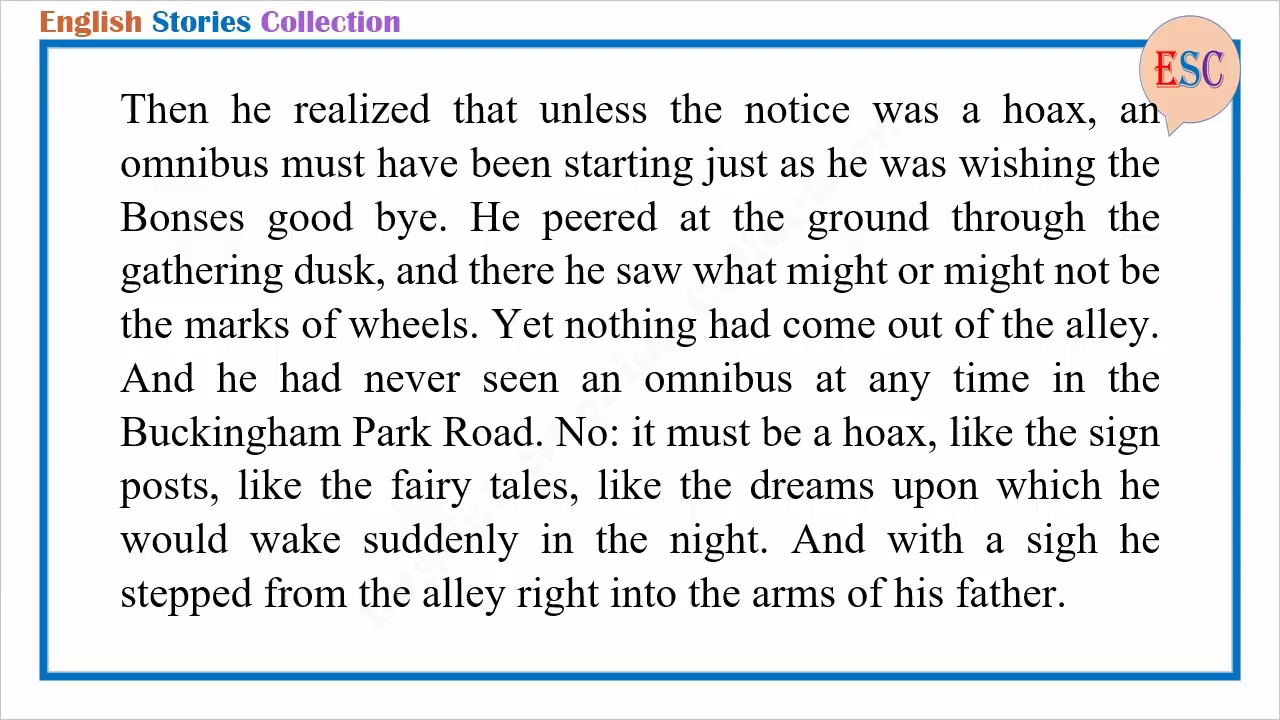 English Stories Collection
ESC
Then he realized that unless the notice was a hoax, an
omnibus must have been starting just as he was wishing the
Bonses good bye. He peered at the ground through the
gathering dusk, and there he saw what might or might not be
the marks of wheels. Yet nothing had come out of the alley.
And he had never seen an omnibus at any time in the
Buckingham Park Road. No: it must be a hoax, like the sign
posts, like the fairy tales, like the dreams upon which he
would wake suddenly in the night. And with a sigh he
stepped from the alley right into the arms of his father.